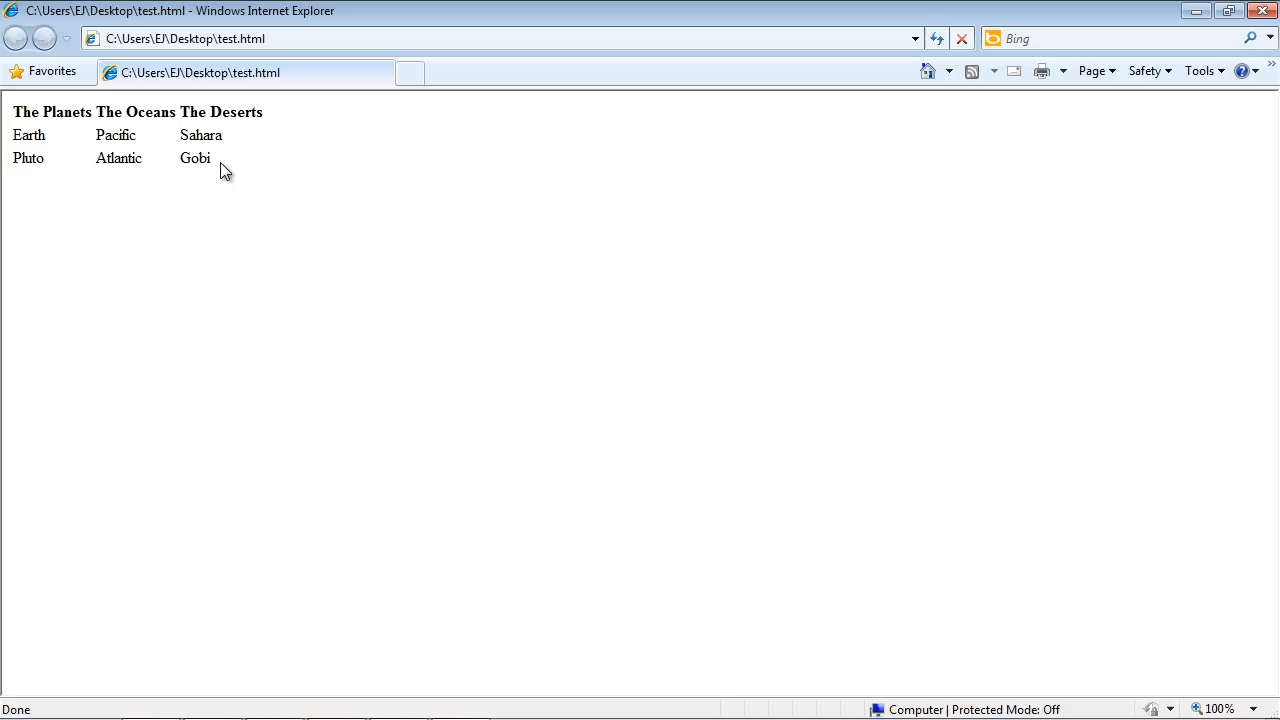 C:\Users\EJ\Desktop\test.html - Windows Internet Explorer
C:\Users\EJ\Desktop\test.html
Bing
Favorites
C:\Users\EJ\Desktop\test.html
Page Safety Tools
The Planets The Oceans The Deserts
Earth Pacific Sahara
Pluto Atlantic Gobi
Done
Computer | Protected Mode: Off
100%